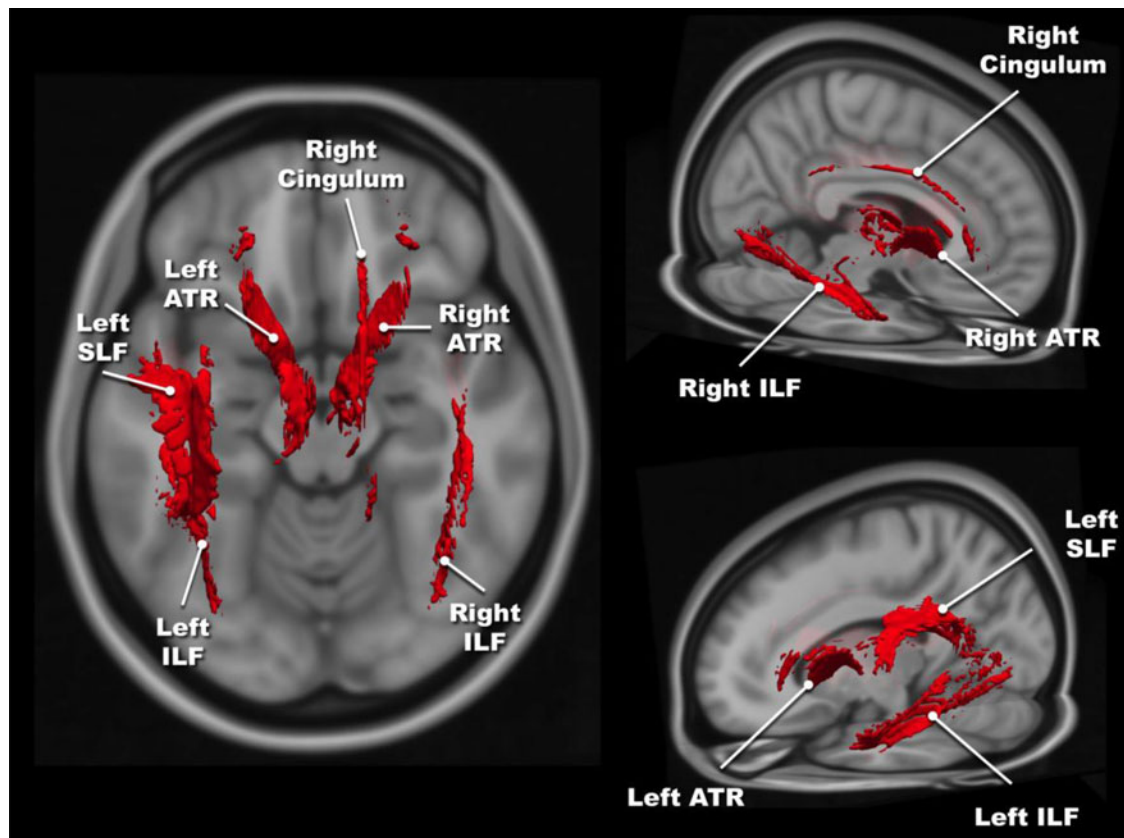 Right
Cingulum
Left
ATR
Left
SLF
Right
ATR
Left
ILF
Right
ILF
Right
Cingulum
Right ATR
Right ILF
Left
SLF
Left ATR
Left ILF